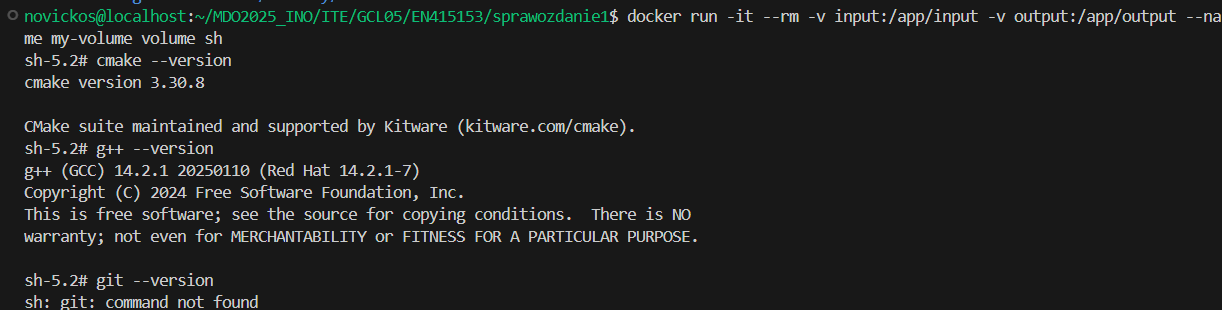 novickos@localhost:~/MDO2025_INO/ITE/GCL05/EN415153/sprawozdanie1$ docker run -it --rm -v input:/app/input -v output:/app/output --na
me my-volume volume sh
sh-5.2# cmake --version
cmake version 3.30.8

CMake suite maintained and supported by Kitware (kitware.com/cmake).
sh-5.2# g++ --version
g++ (GCC) 14.2.1 20250110 (Red Hat 14.2.1-7)
Copyright (C) 2024 Free Software Foundation, Inc.
This is free software; see the source for copying conditions.  There is NO
warranty; not even for MERCHANTABILITY or FITNESS FOR A PARTICULAR PURPOSE.

sh-5.2# git --version
sh: git: command not found